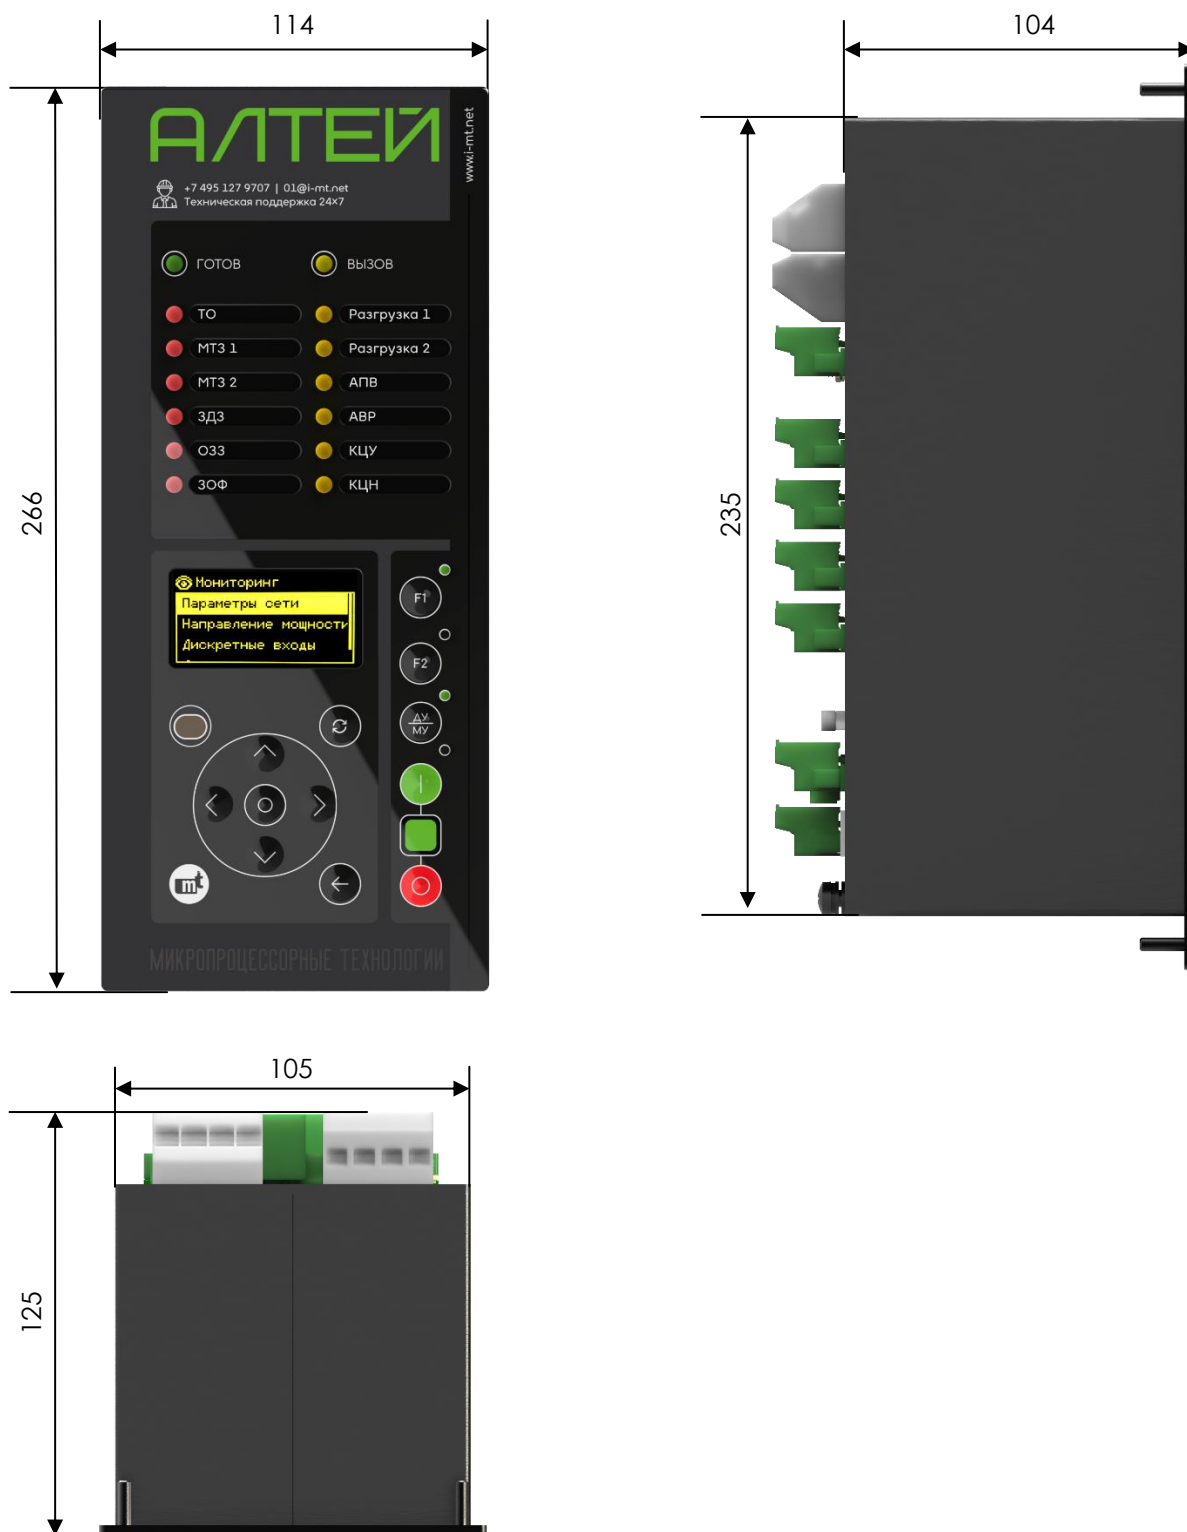 114
104
АЛТЕЙ
www.i-mt.net
+7 495 127 9707 | 01@i-mt.net
Техническая поддержка 24×7
ГОТОВ
ВЫЗОВ
ТО
Разгрузка 1
МТЗ 1
Разгрузка 2
МТЗ 2
АПВ
ЗДЗ
АВР
ОЗЗ
КЦУ
ЗОФ
КЦН
266
235
Мониторинг
Параметры сети
Направление мощности
Дискретные входы
F1
F2
ДУ
МУ
mt
МИКРОПРОЦЕССОРНЫЕ ТЕХНОЛОГИИ
105
125